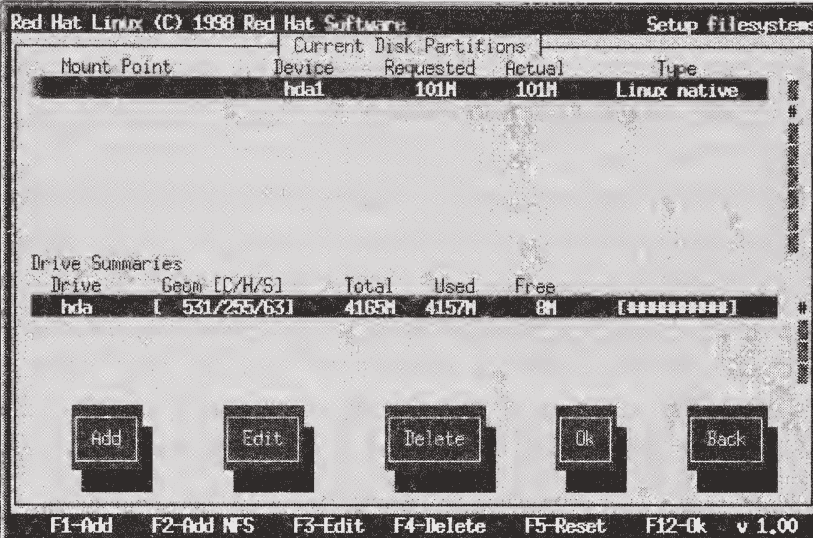 Red Hat Linux (C) 1998 Red Hat Software Setup filesystems
Current Disk Partitions
Mount Point Device Requested Actual Type
hda1 101M 101M Linux native
#
Drive Summaries
Drive Geom [C/H/S] Total Used Free
hda [ 531/255/63] 4165M 4157M 8M [##########] #
Add Edit Delete Ok Back
F1-Add F2-Add NFS F3-Edit F4-Delete F5-Reset F12-Ok v 1.00